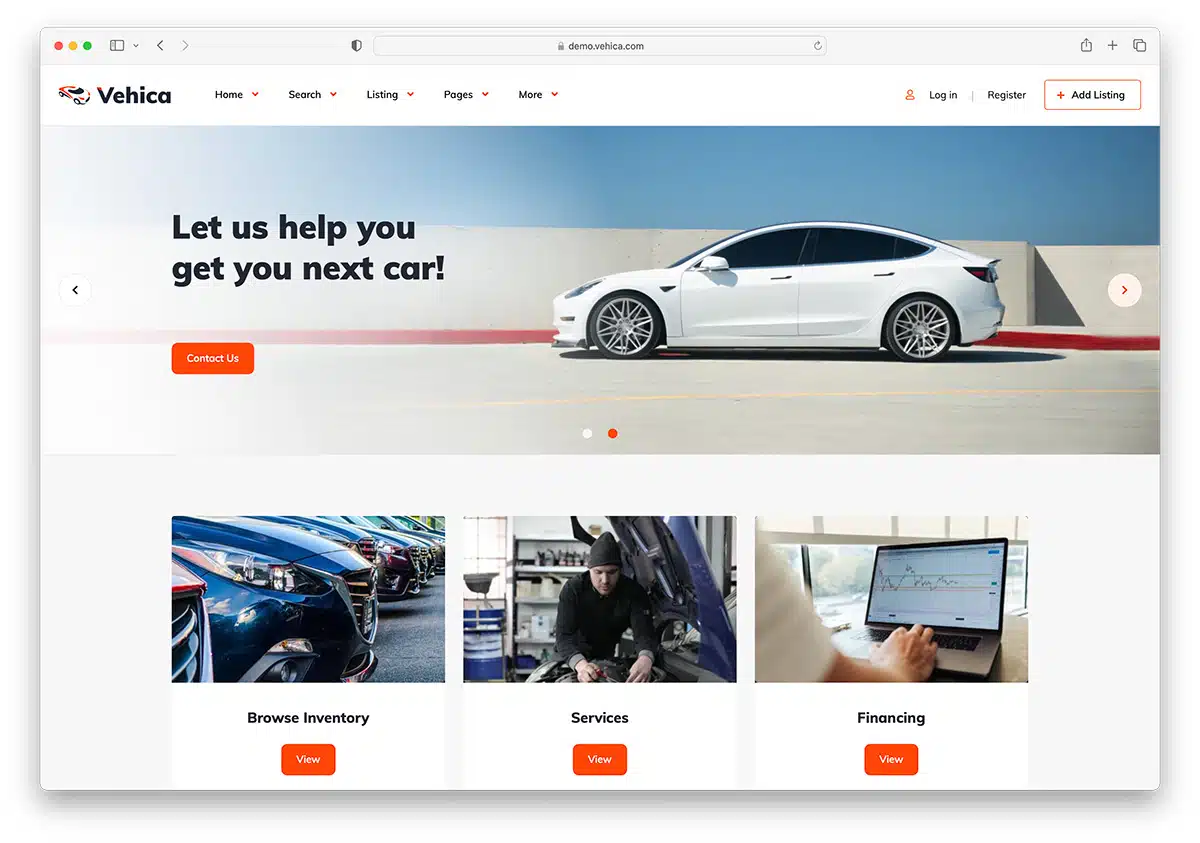 demo.vehica.com
Vehica
Home
Search
Listing
Pages
More
Log in
Register
+ Add Listing
Let us help you
get you next car!
Contact Us
Browse Inventory
Services
Financing
View
View
View